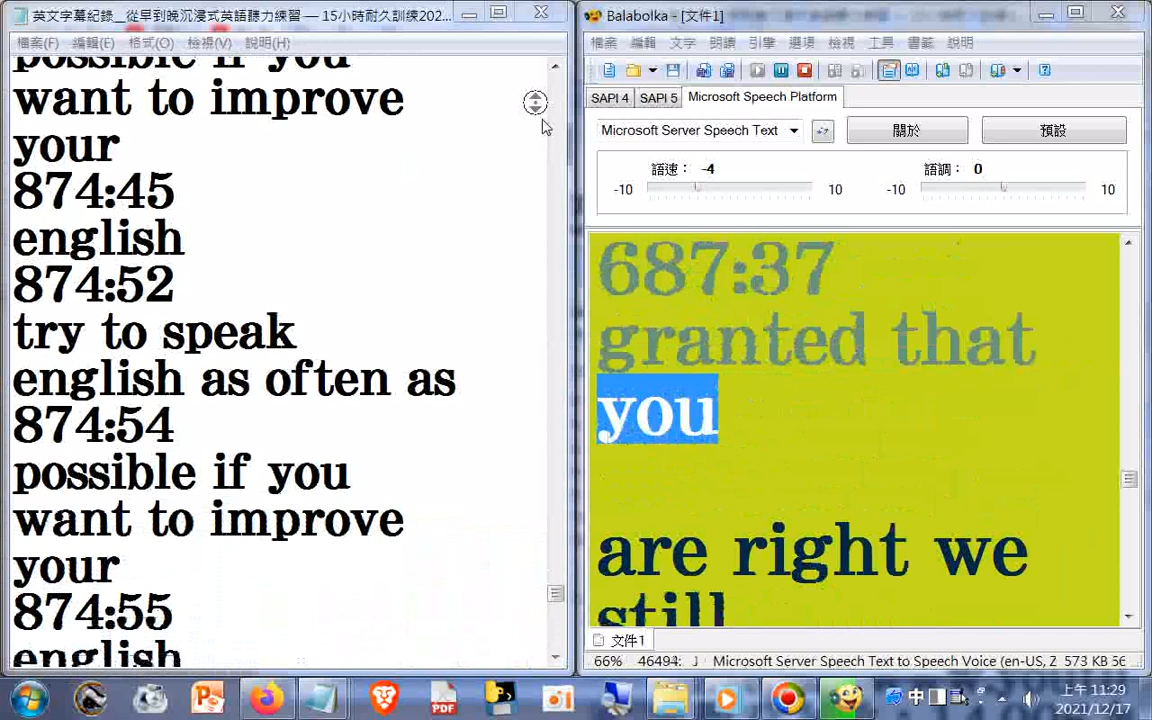 英文字幕紀錄__從早到晚沉浸式英語聽力練習 — 15小時耐久訓練202...
檔案(F) 編輯(E) 格式(O) 檢視(V) 說明(H)
possible if you
want to improve
your
874:45
english
874:52
try to speak
english as often as
874:54
possible if you
want to improve
your
874:55
english
Balabolka - [文件1]
檔案 編輯 文字 朗讀 引擎 選項 檢視 工具 書籤 說明
SAPI 4 SAPI 5 Microsoft Speech Platform
Microsoft Server Speech Text 關於 預設
語速： -4 語調： 0
-10 10 -10 10
687:37
granted that
you
are right we
still
文件1
66% 46494: Microsoft Server Speech Text to Speech Voice (en-US, Z 573 KB 56
中
上午 11:29
2021/12/17